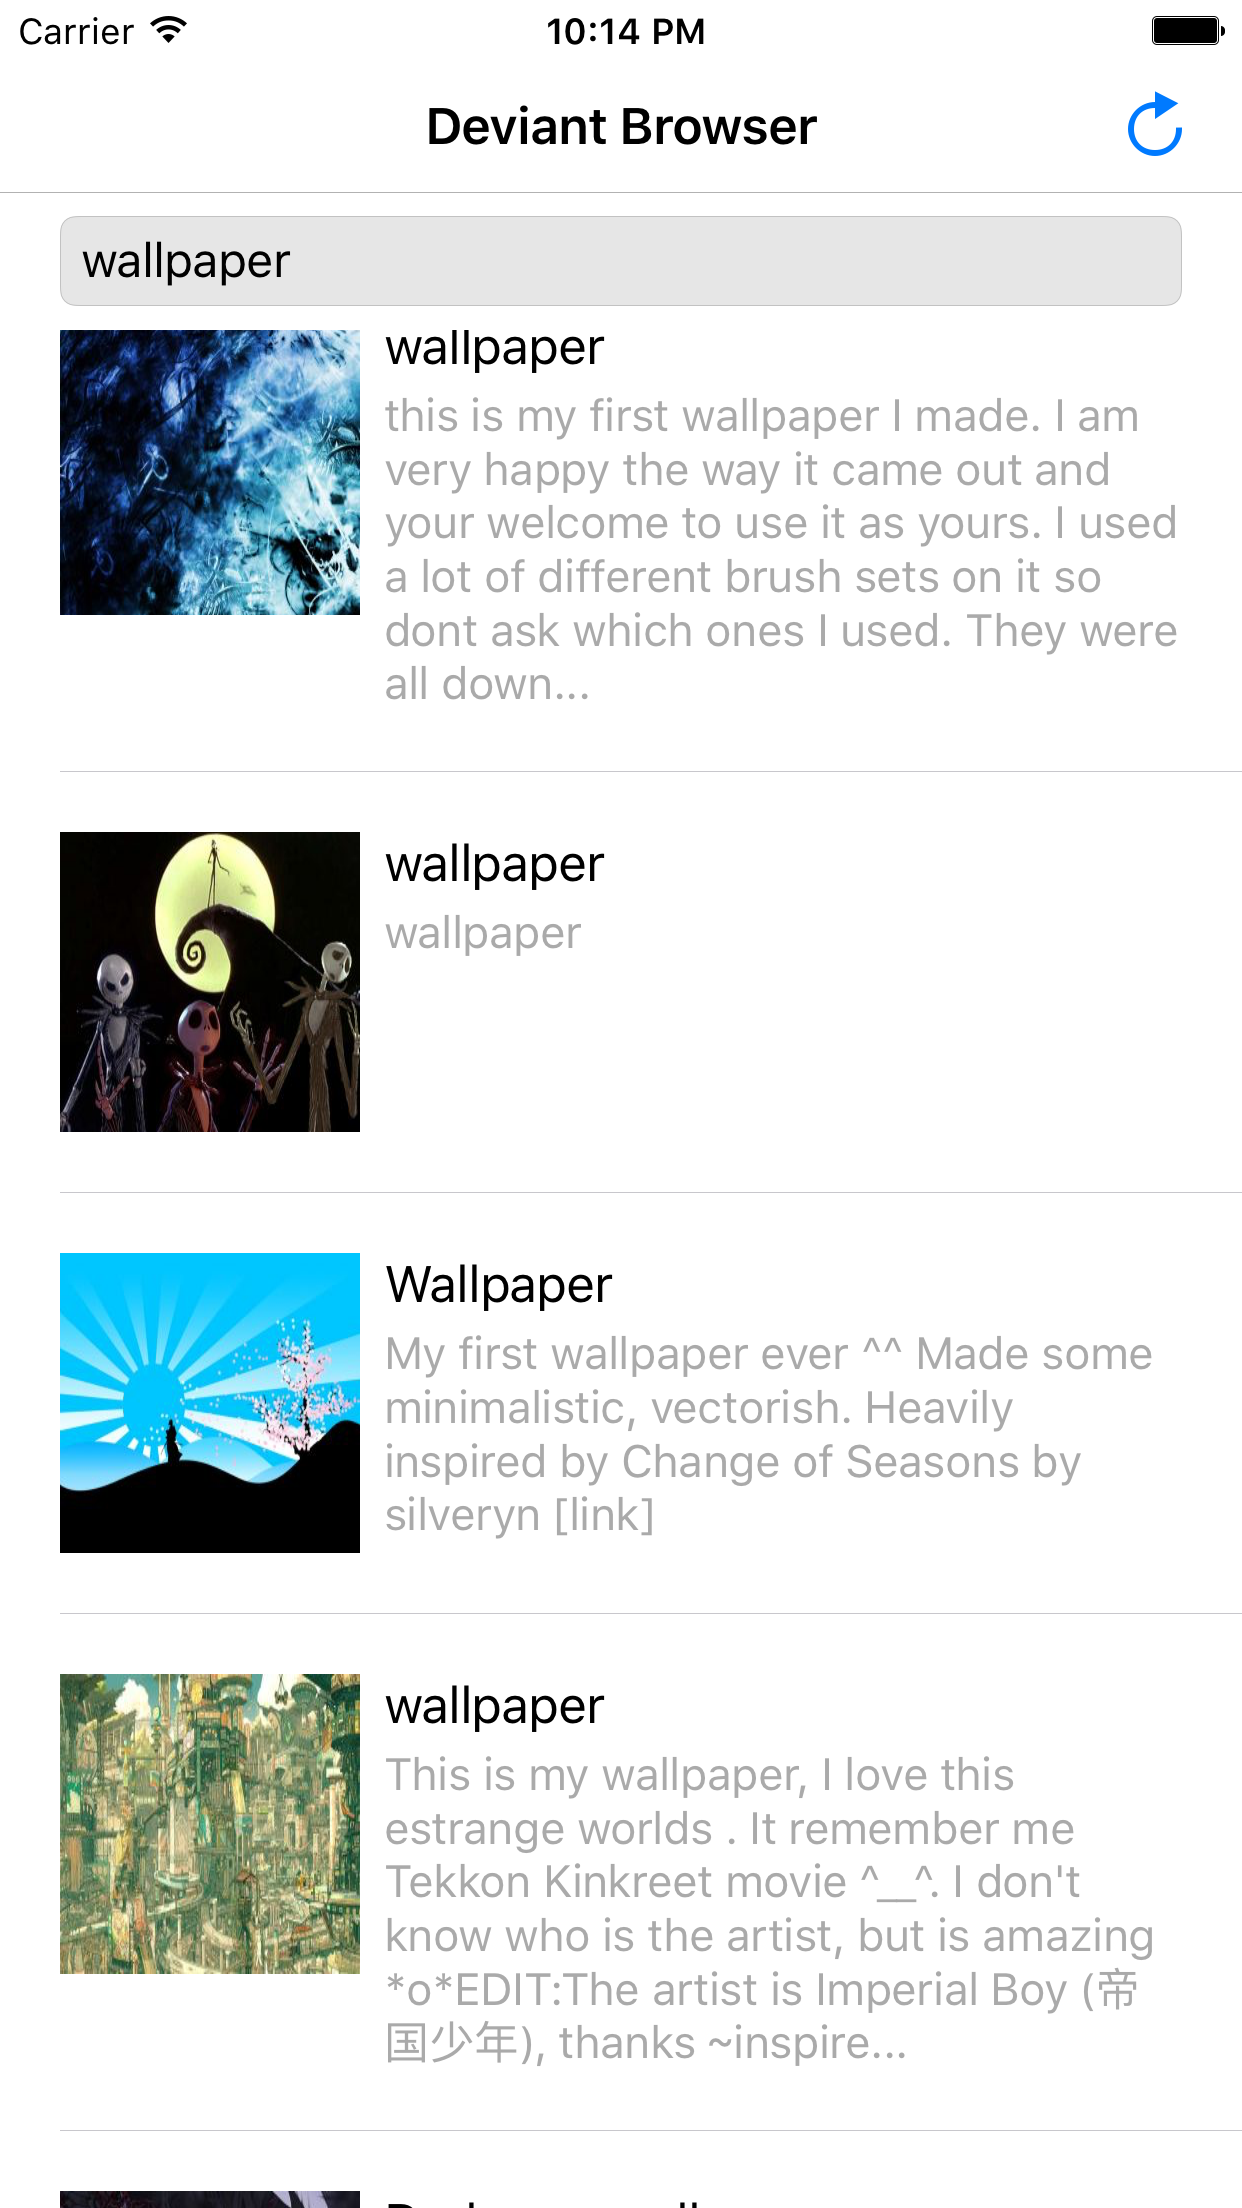 Carrier 10:14 PM
Deviant Browser
wallpaper
wallpaper
this is my first wallpaper I made. I am
very happy the way it came out and
your welcome to use it as yours. I used
a lot of different brush sets on it so
dont ask which ones I used. They were
all down...
wallpaper
wallpaper
Wallpaper
My first wallpaper ever ^^ Made some
minimalistic, vectorish. Heavily
inspired by Change of Seasons by
silveryn [link]
wallpaper
This is my wallpaper, I love this
estrange worlds . It remember me
Tekkon Kinkreet movie ^__^. I don't
know who is the artist, but is amazing
*o*EDIT:The artist is Imperial Boy (帝
国少年), thanks ~inspire...